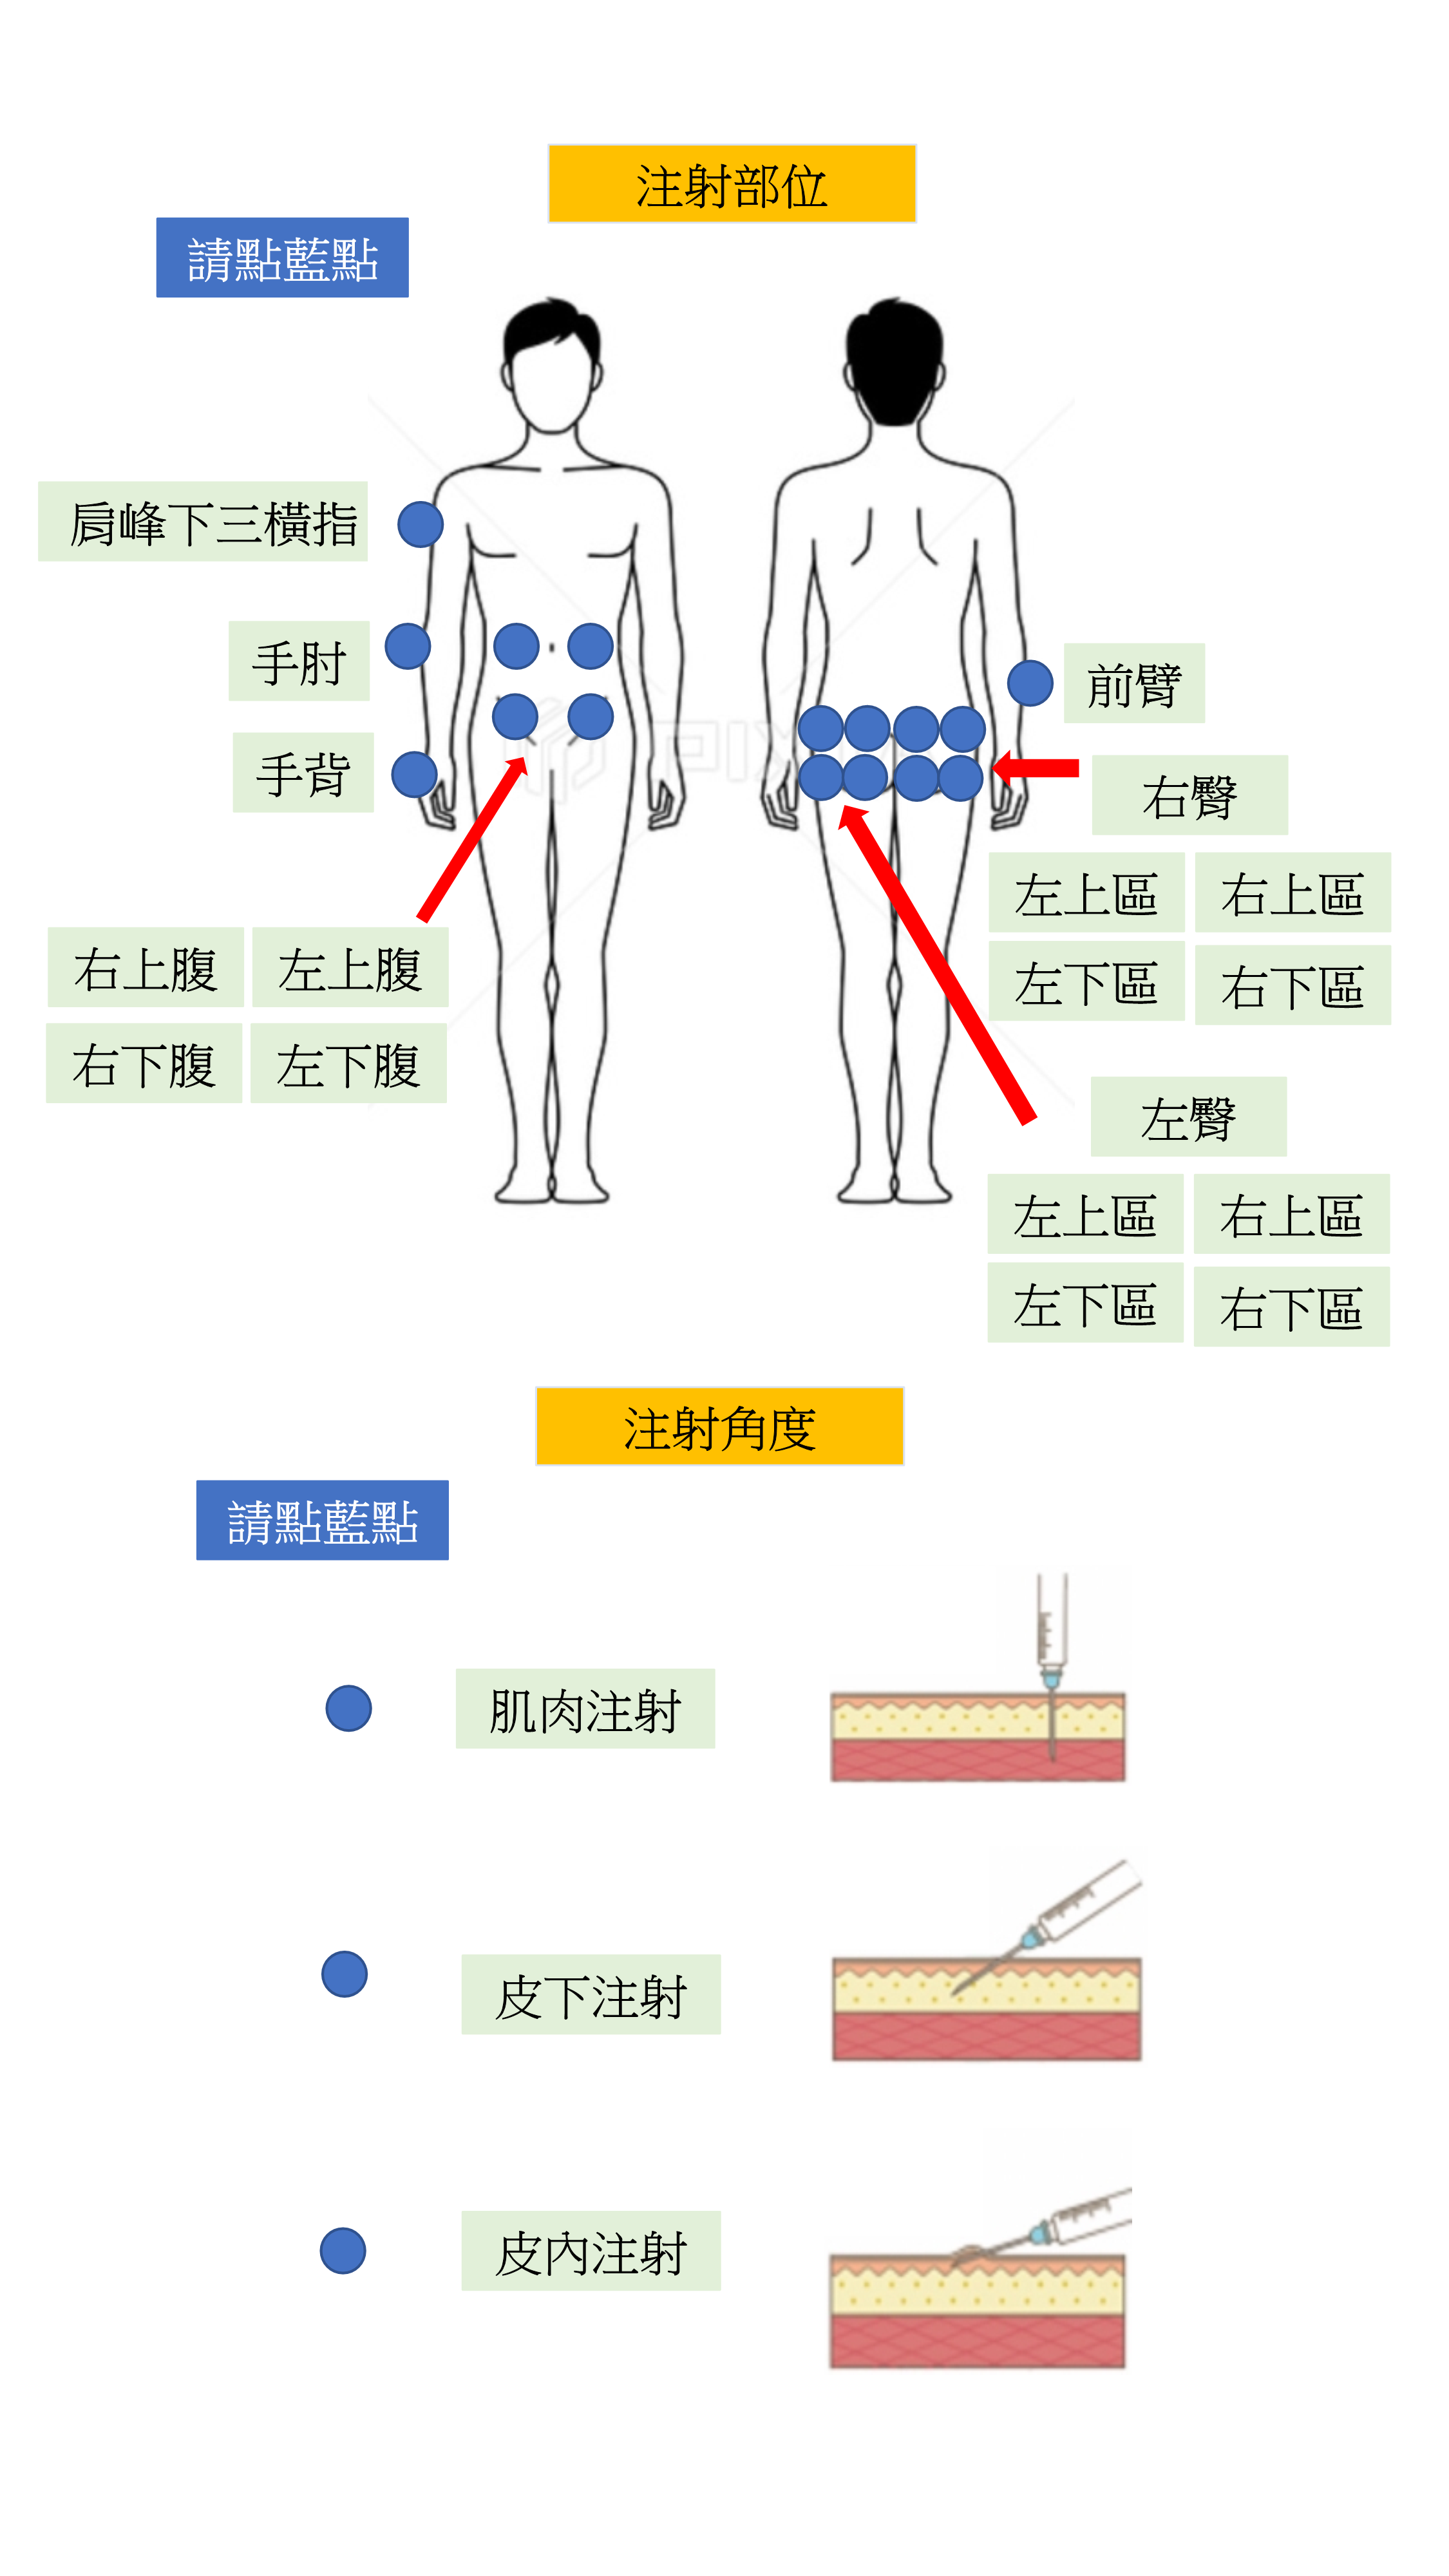 注射部位
請點藍點
肩峰下三橫指
手肘
前臂
手背
右臀
左上區 右上區
左下區 右下區
右上腹 左上腹
右下腹 左下腹
左臀
左上區 右上區
左下區 右下區
注射角度
請點藍點
肌肉注射
皮下注射
皮內注射